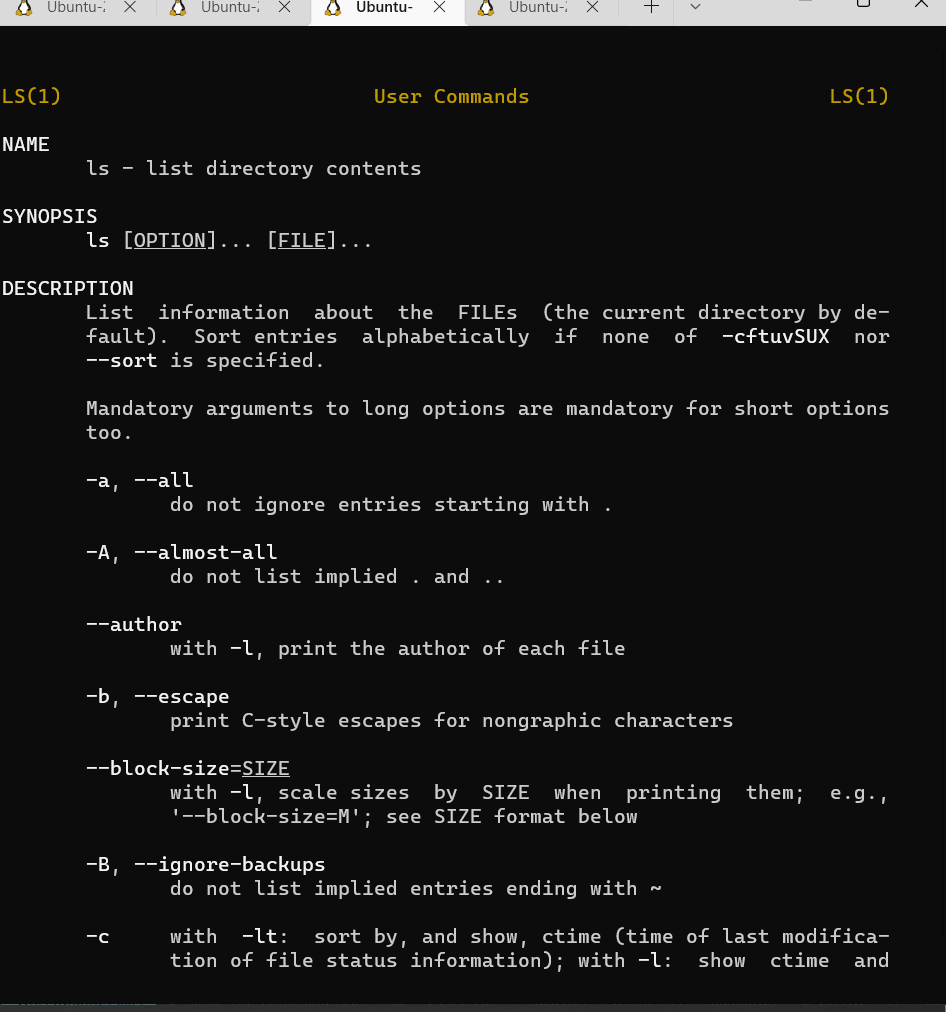 Ubuntu-2 Ubuntu-2 Ubuntu- Ubuntu-2
LS(1) User Commands LS(1)
NAME
ls - list directory contents
SYNOPSIS
ls [OPTION]... [FILE]...
DESCRIPTION
List information about the FILEs (the current directory by de-
fault). Sort entries alphabetically if none of -cftuvSUX nor
--sort is specified.
Mandatory arguments to long options are mandatory for short options
too.
-a, --all
do not ignore entries starting with .
-A, --almost-all
do not list implied . and ..
--author
with -l, print the author of each file
-b, --escape
print C-style escapes for nongraphic characters
--block-size=SIZE
with -l, scale sizes by SIZE when printing them; e.g.,
'--block-size=M'; see SIZE format below
-B, --ignore-backups
do not list implied entries ending with ~
-c with -lt: sort by, and show, ctime (time of last modifica-
tion of file status information); with -l: show ctime and